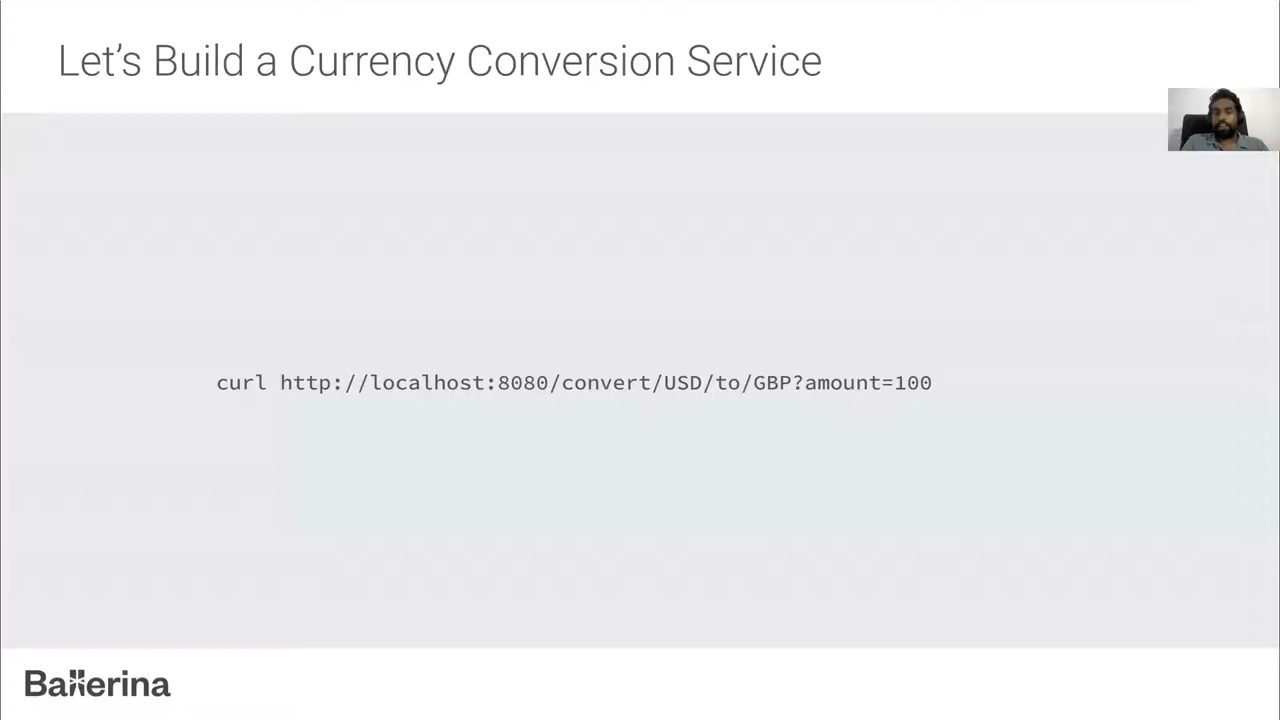 Let’s Build a Currency Conversion Service
curl http://localhost:8080/convert/USD/to/GBP?amount=100
Ballerina